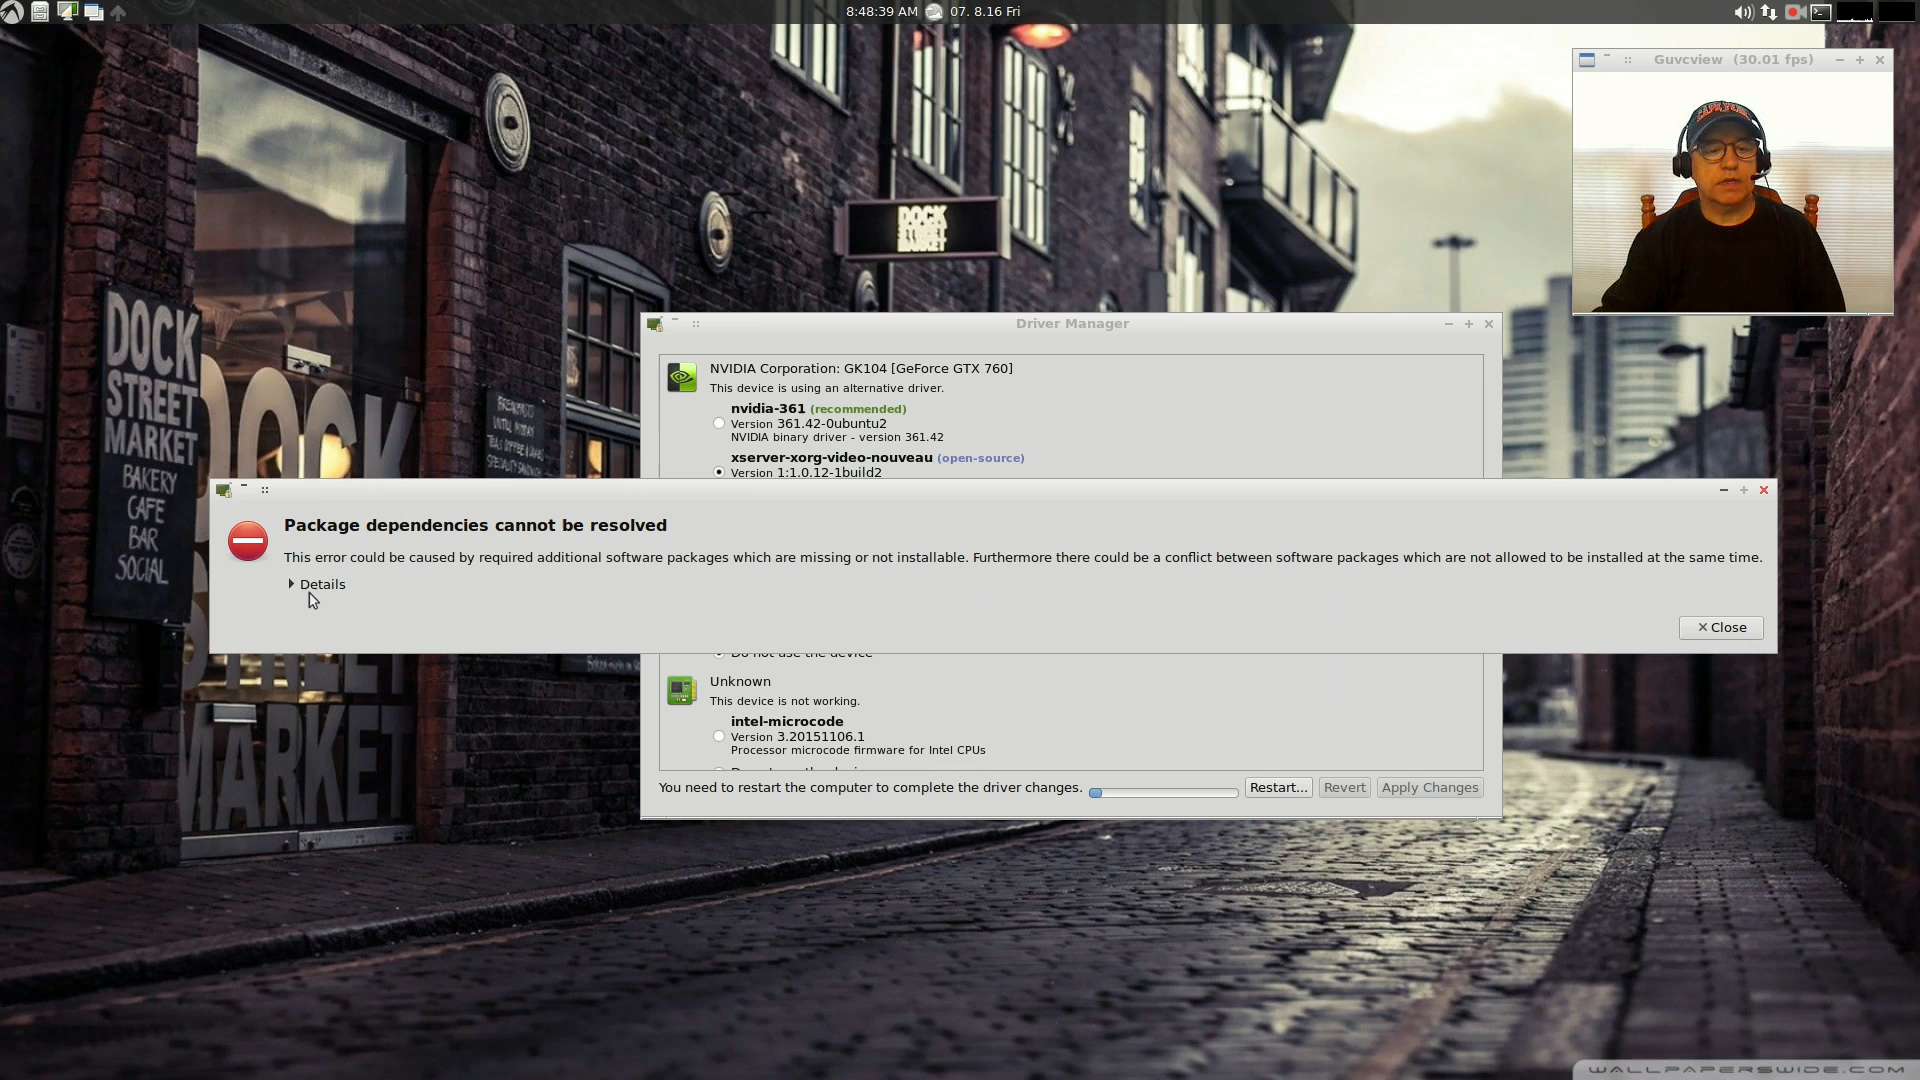 8:48:39 AM
07. 8.16 Fri
Guvcview (30.01 fps)
DOCK
STREET
MARKET
DOCK
STREET
MARKET
BAKERY
CAFE
BAR
SOCIAL
DOCK
MARKET
Driver Manager
NVIDIA Corporation: GK104 [GeForce GTX 760]
This device is using an alternative driver.
nvidia-361 (recommended)
Version 361.42-0ubuntu2
NVIDIA binary driver - version 361.42
xserver-xorg-video-nouveau (open-source)
Version 1:1.0.12-1build2
Package dependencies cannot be resolved
This error could be caused by required additional software packages which are missing or not installable. Furthermore there could be a conflict between software packages which are not allowed to be installed at the same time.
Details
Close
Do not use the device
Unknown
This device is not working.
intel-microcode
Version 3.20151106.1
Processor microcode firmware for Intel CPUs
You need to restart the computer to complete the driver changes.
Restart...
Revert
Apply Changes
WALLPAPERSWIDE.COM